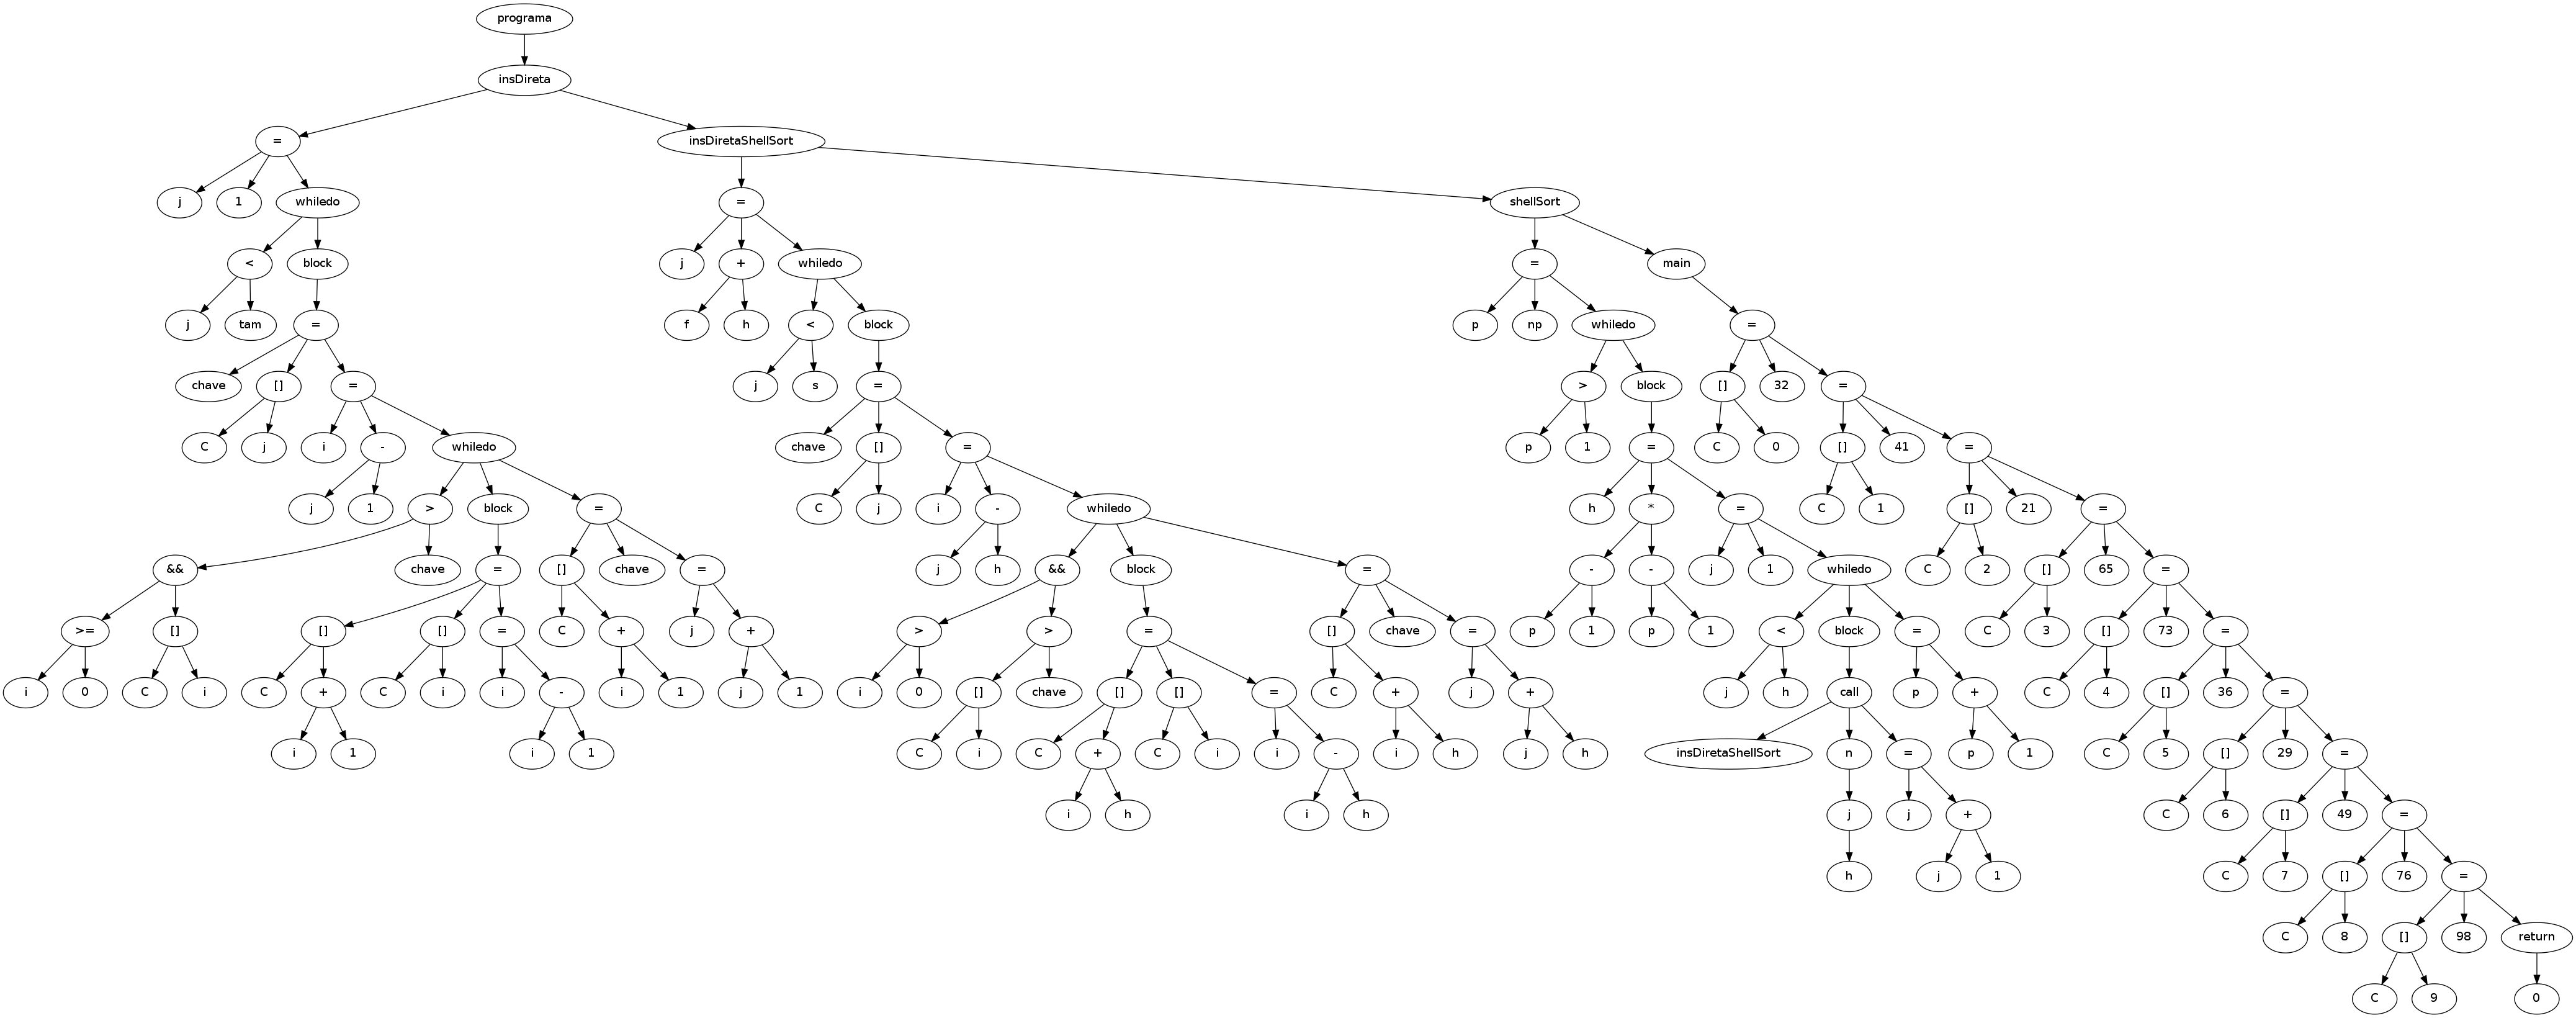 programa
insDireta
= insDiretaShellSort
j 1 whiledo = shellSort
< block j + whiledo = main
j tam = f h < block p np whiledo =
chave [] = j s = > block [] 32 =
C j i - whiledo chave [] = p 1 = C 0 [] 41 =
j 1 > block = C j i - whiledo h * = C 1 [] 21 =
&& chave = [] chave = j h && block = - - j 1 whiledo C 2 [] 65 =
>= [] [] [] = C + j + > > = [] chave = p 1 p 1 < block = C 3 [] 73 =
i 0 C i C + C i i - i 1 j 1 i 0 [] chave [] [] = C + j + j h call p + C 4 [] 36 =
i 1 i 1 C i C + C i i - i h j h insDiretaShellSort n = p 1 C 5 [] 29 =
i h i h j j + C 6 [] 49 =
h j 1 C 7 [] 76 =
C 8 [] 98 return
C 9 0